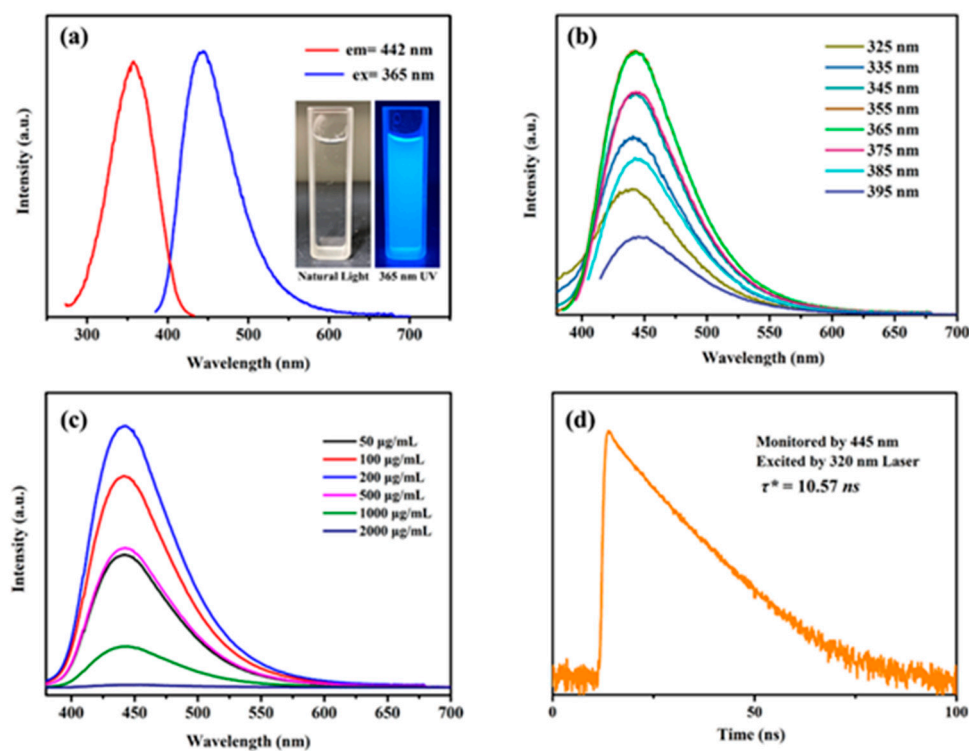 (a)
em= 442 nm
ex= 365 nm
Natural Light
365 nm UV
Intensity (a.u.)
300 400 500 600 700
Wavelength (nm)
(b)
325 nm
335 nm
345 nm
355 nm
365 nm
375 nm
385 nm
395 nm
Intensity (a.u.)
400 450 500 550 600 650 700
Wavelength (nm)
(c)
50 µg/mL
100 µg/mL
200 µg/mL
500 µg/mL
1000 µg/mL
2000 µg/mL
Intensity (a.u.)
400 450 500 550 600 650 700
Wavelength (nm)
(d)
Monitored by 445 nm
Excited by 320 nm Laser
τ* = 10.57 ns
Intensity (a.u.)
0 25 50 75 100
Time (ns)